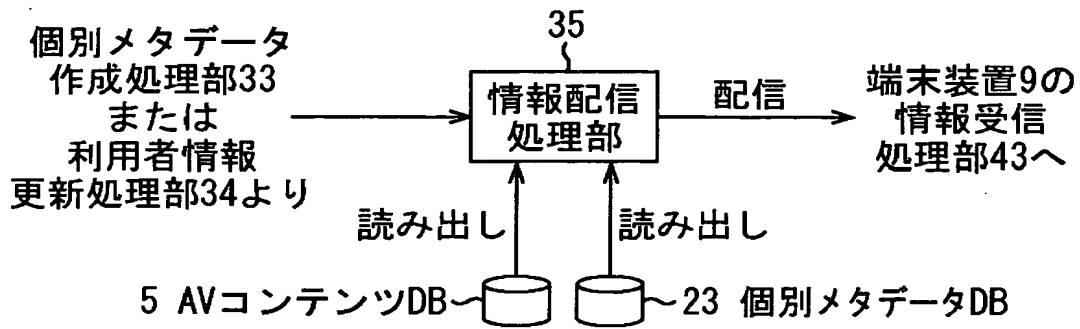 35
個別メタデータ
作成処理部33
または
利用者情報
更新処理部34より
情報配信
処理部
配信
端末装置9の
情報受信
処理部43へ
読み出し
読み出し
5 AVコンテンツDB
23 個別メタデータDB